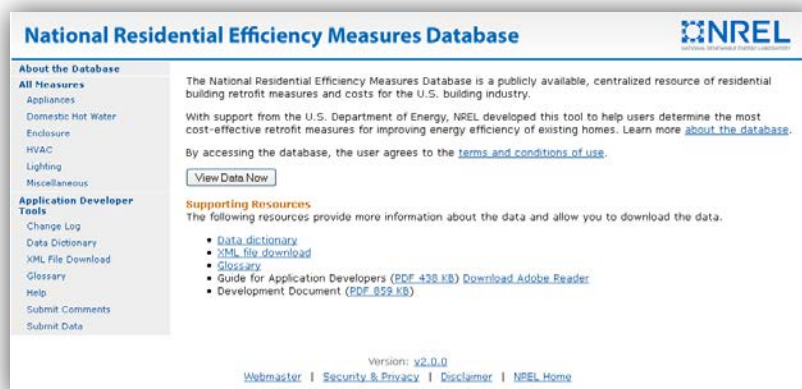 National Residential Efficiency Measures Database
NREL
NATIONAL RENEWABLE ENERGY LABORATORY
About the Database
All Measures
Appliances
Domestic Hot Water
Enclosure
HVAC
Lighting
Miscellaneous
Application Developer
Tools
Change Log
Data Dictionary
XML File Download
Glossary
Help
Submit Comments
Submit Data
The National Residential Efficiency Measures Database is a publicly available, centralized resource of residential
building retrofit measures and costs for the U.S. building industry.
With support from the U.S. Department of Energy, NREL developed this tool to help users determine the most
cost-effective retrofit measures for improving energy efficiency of existing homes. Learn more about the database.
By accessing the database, the user agrees to the terms and conditions of use.
View Data Now
Supporting Resources
The following resources provide more information about the data and allow you to download the data.
• Data dictionary
• XML file download
• Glossary
• Guide for Application Developers (PDF 438 KB) Download Adobe Reader
• Development Document (PDF 859 KB)
Version: v2.0.0
Webmaster | Security & Privacy | Disclaimer | NREL Home